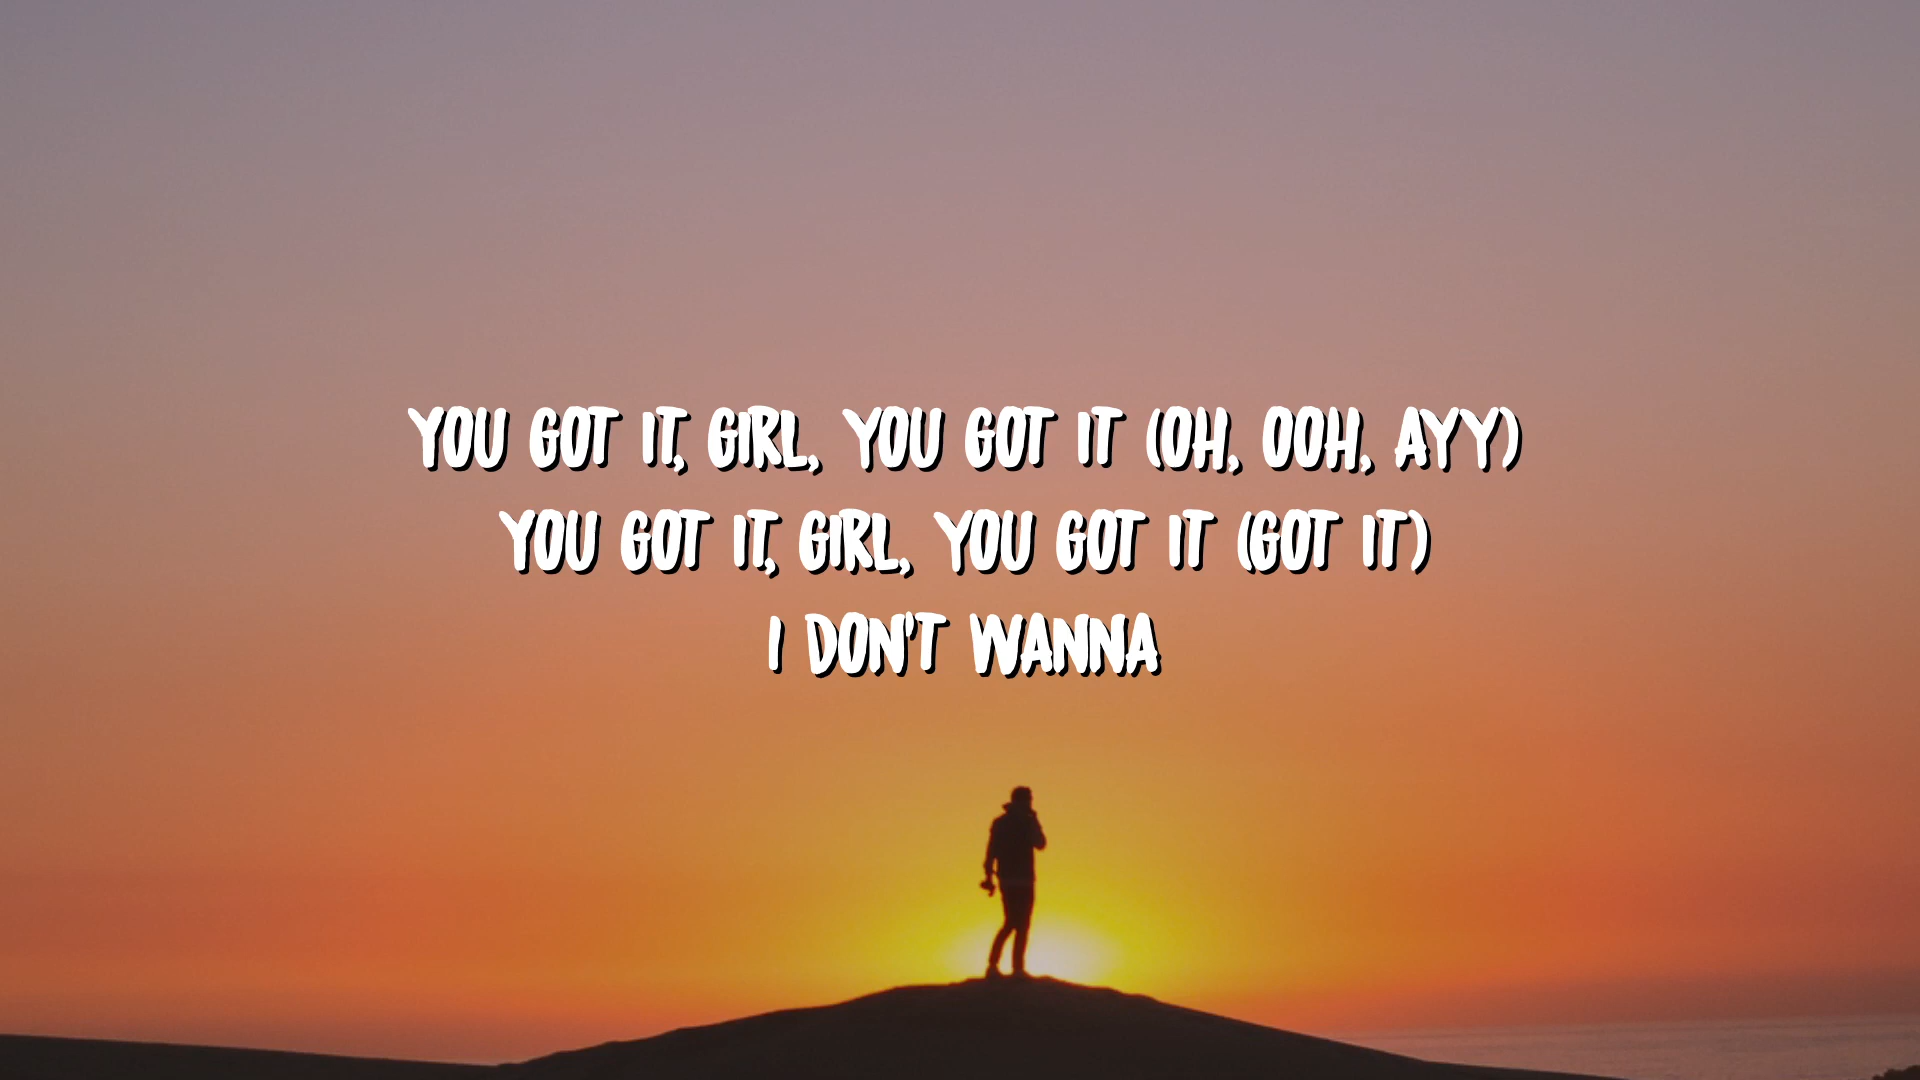 YOU GOT IT, GIRL, YOU GOT IT (OH, OOH, AYY)
YOU GOT IT, GIRL, YOU GOT IT (GOT IT)
I DON'T WANNA